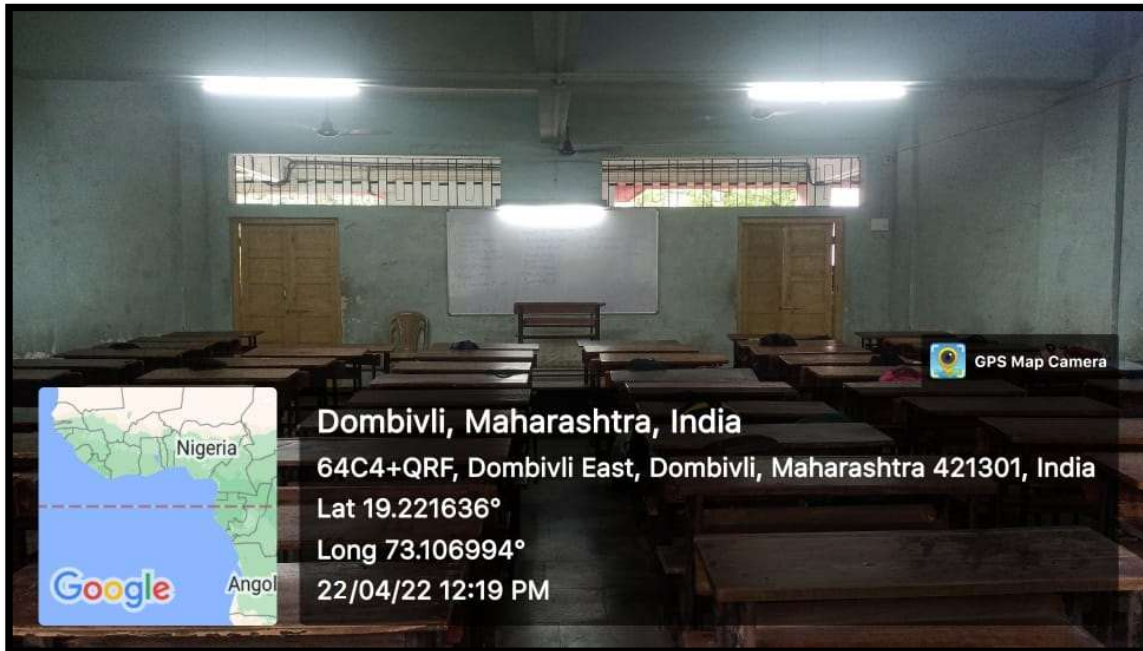 GPS Map Camera
Nigeria
Angol
Google
Dombivli, Maharashtra, India
64C4+QRF, Dombivli East, Dombivli, Maharashtra 421301, India
Lat 19.221636°
Long 73.106994°
22/04/22 12:19 PM